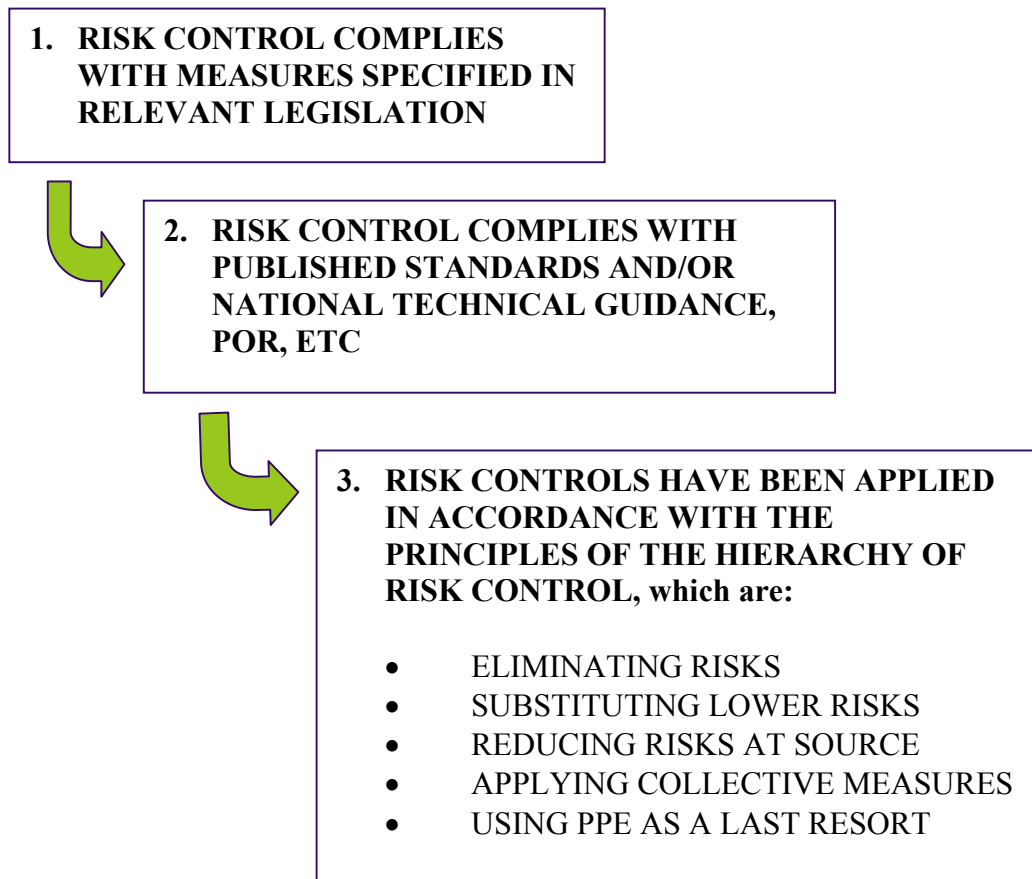 1. RISK CONTROL COMPLIES
WITH MEASURES SPECIFIED IN
RELEVANT LEGISLATION
2. RISK CONTROL COMPLIES WITH
PUBLISHED STANDARDS AND/OR
NATIONAL TECHNICAL GUIDANCE,
POR, ETC
3. RISK CONTROLS HAVE BEEN APPLIED
IN ACCORDANCE WITH THE
PRINCIPLES OF THE HIERARCHY OF
RISK CONTROL, which are:
• ELIMINATING RISKS
• SUBSTITUTING LOWER RISKS
• REDUCING RISKS AT SOURCE
• APPLYING COLLECTIVE MEASURES
• USING PPE AS A LAST RESORT